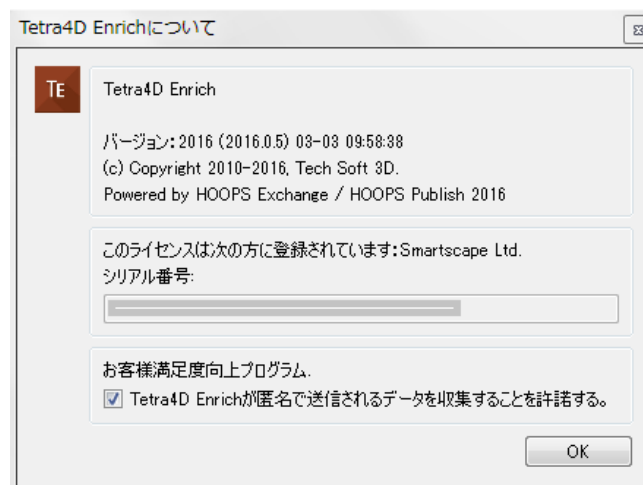 Tetra4D Enrichについて
TE
Tetra4D Enrich
バージョン：2016 (2016.0.5) 03-03 09:58:38
(c) Copyright 2010-2016, Tech Soft 3D.
Powered by HOOPS Exchange / HOOPS Publish 2016
このライセンスは次の方に登録されています：Smartscape Ltd.
シリアル番号:
お客様満足度向上プログラム.
Tetra4D Enrichが匿名で送信されるデータを収集することを許諾する。
OK